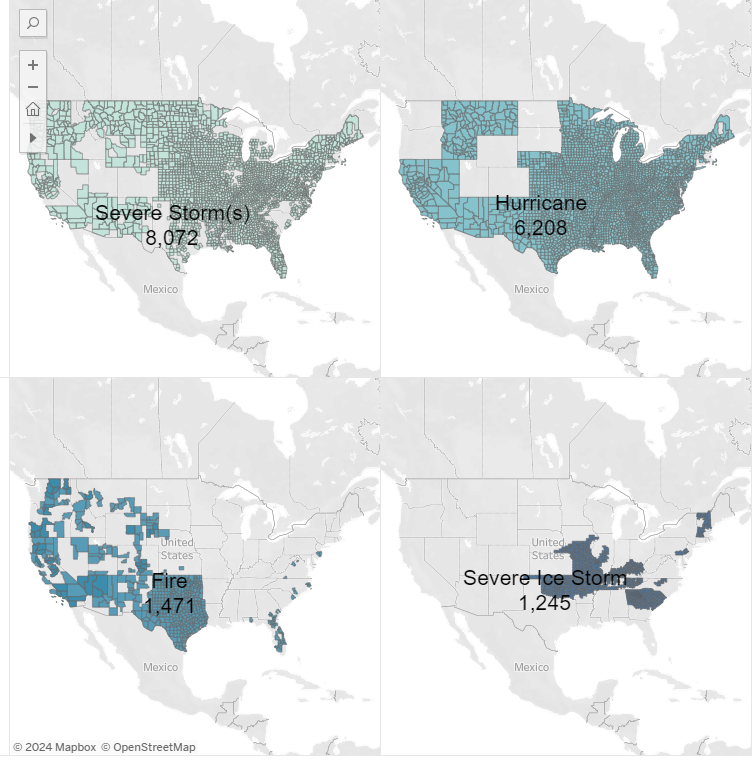 Severe Storm(s)
8,072
Mexico
Hurricane
6,208
Mexico
United
States
Fire
1,471
Mexico
© 2024 Mapbox © OpenStreetMap
United
States
Severe Ice Storm
1,245
Mexico